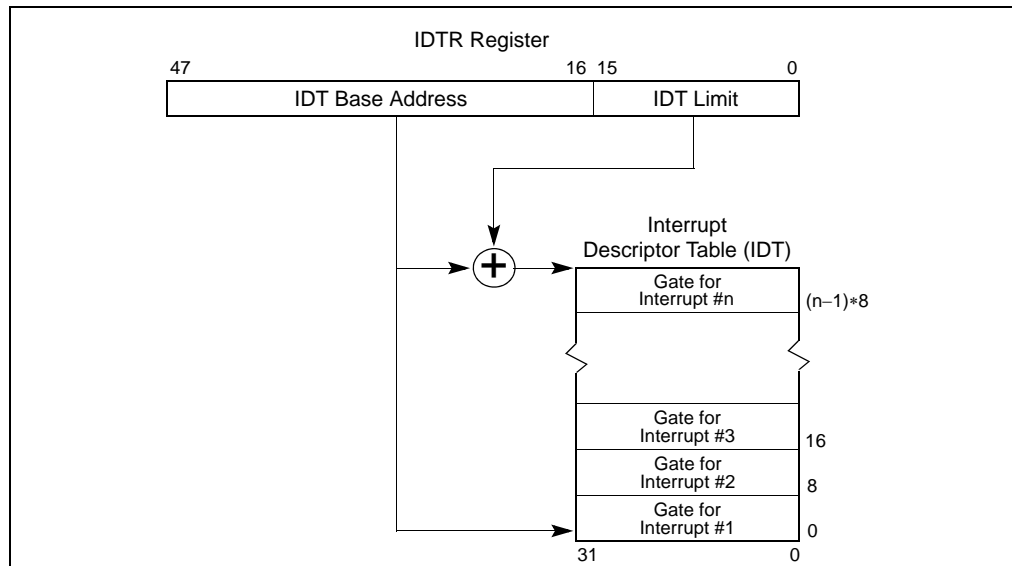 IDTR Register
47 16 15 0
IDT Base Address IDT Limit
+
Interrupt
Descriptor Table (IDT)
Gate for
Interrupt #n
(n−1)∗8
Gate for
Interrupt #3
16
Gate for
Interrupt #2
8
Gate for
Interrupt #1
0
31 0